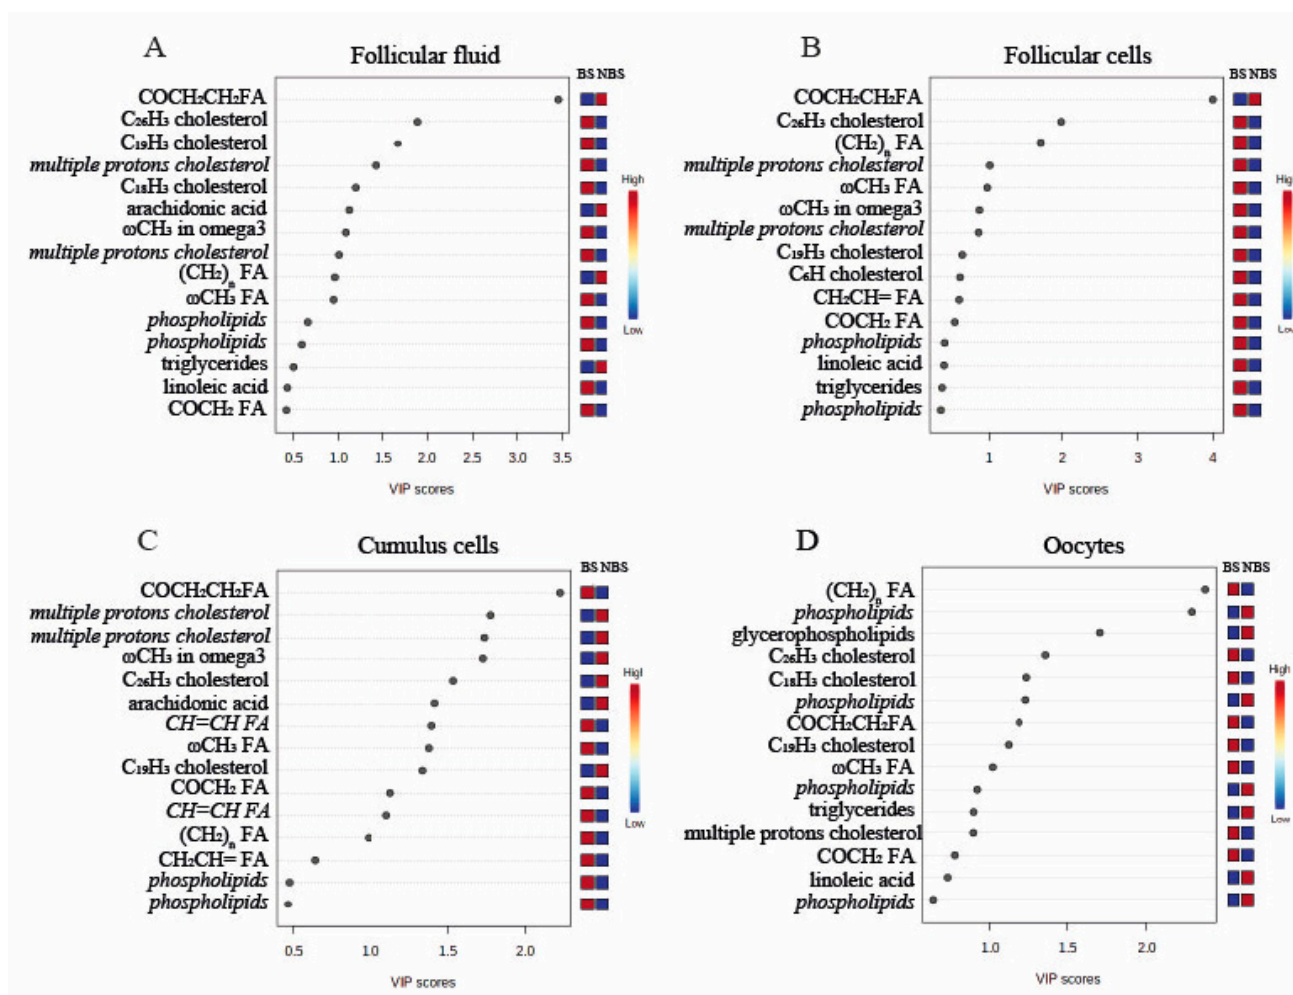 A
Follicular fluid
BS NBS
COCH₂CH₂FA
C₂₆H₃ cholesterol
C₁₉H₃ cholesterol
multiple protons cholesterol
C₁₈H₃ cholesterol
arachidonic acid
ωCH₃ in omega3
multiple protons cholesterol
(CH₂)ₙ FA
ωCH₃ FA
phospholipids
phospholipids
triglycerides
linoleic acid
COCH₂ FA
High
Low
0.5 1.0 1.5 2.0 2.5 3.0 3.5
VIP scores
B
Follicular cells
BS NBS
COCH₂CH₂FA
C₂₆H₃ cholesterol
(CH₂)ₙ FA
multiple protons cholesterol
ωCH₃ FA
ωCH₃ in omega3
multiple protons cholesterol
C₁₉H₃ cholesterol
C₆H cholesterol
CH₂CH= FA
COCH₂ FA
phospholipids
linoleic acid
triglycerides
phospholipids
High
Lo
1 2 3 4
VIP scores
C
Cumulus cells
BS NBS
COCH₂CH₂FA
multiple protons cholesterol
multiple protons cholesterol
ωCH₃ in omega3
C₂₆H₃ cholesterol
arachidonic acid
CH=CH FA
ωCH₃ FA
C₁₉H₃ cholesterol
COCH₂ FA
CH=CH FA
(CH₂)ₙ FA
CH₂CH= FA
phospholipids
phospholipids
High
Low
0.5 1.0 1.5 2.0
VIP scores
D
Oocytes
BS NBS
(CH₂)ₙ FA
phospholipids
glycerophospholipids
C₂₆H₃ cholesterol
C₁₈H₃ cholesterol
phospholipids
COCH₂CH₂FA
C₁₉H₃ cholesterol
ωCH₃ FA
phospholipids
triglycerides
multiple protons cholesterol
COCH₂ FA
linoleic acid
phospholipids
High
Low
1.0 1.5 2.0
VIP scores